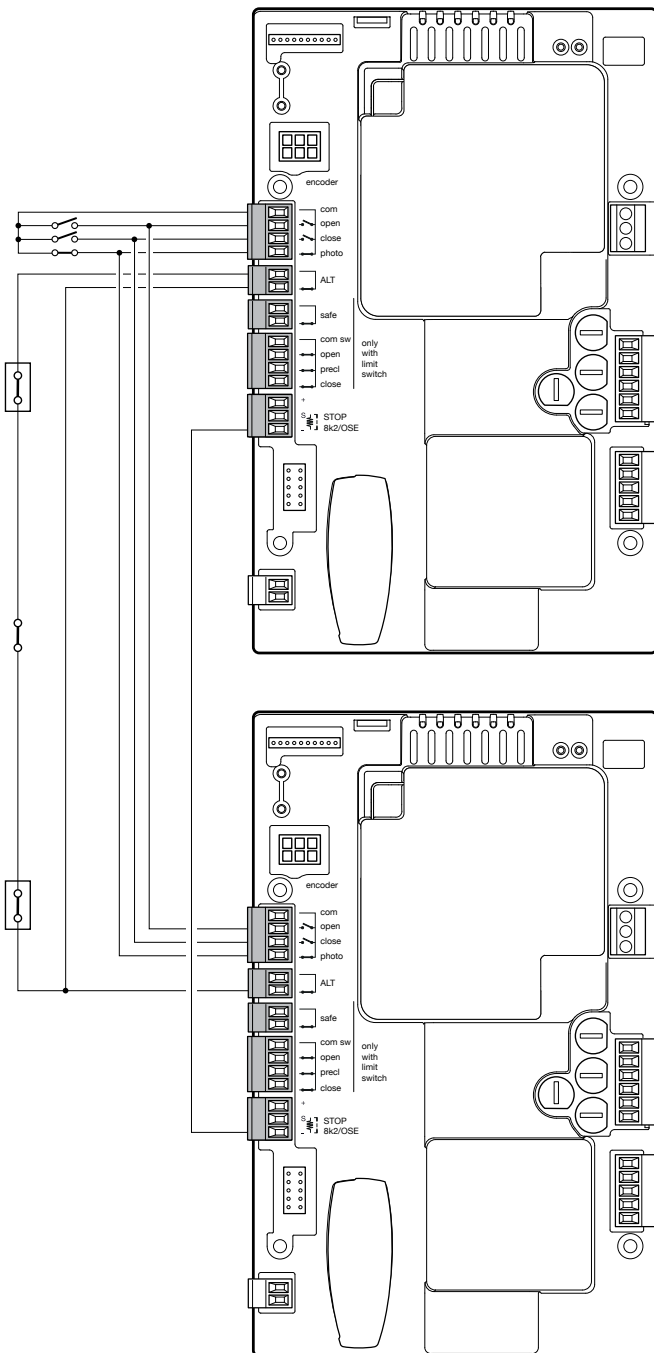 encoder
com
open
close
photo
ALT
safe
com sw
open
precl
close
only
with
limit
switch
+
S
-
STOP
8k2/OSE
encoder
com
open
close
photo
ALT
safe
com sw
open
precl
close
only
with
limit
switch
+
S
-
STOP
8k2/OSE